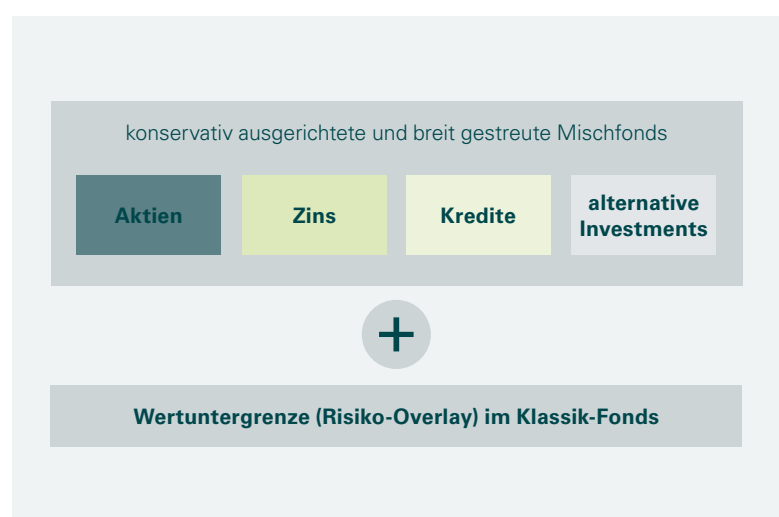 konservativ ausgerichtete und breit gestreute Mischfonds
Aktien
Zins
Kredite
alternative
Investments
+
Wertuntergrenze (Risiko-Overlay) im Klassik-Fonds